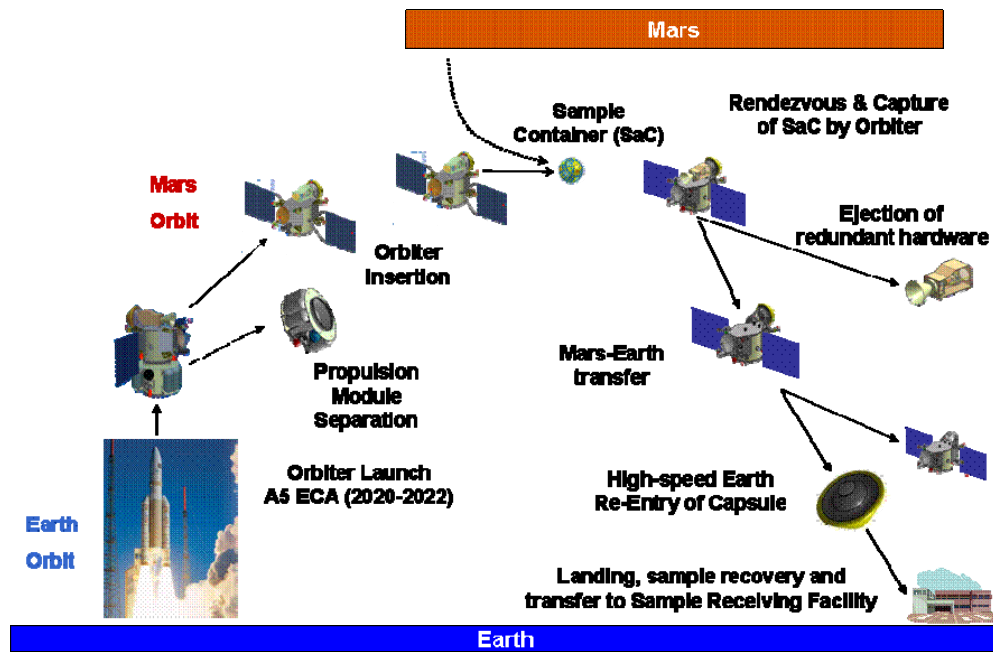 Mars
Sample
Container (SaC)
Rendezvous & Capture
of SaC by Orbiter
Mars
Orbit
Orbiter
Insertion
Ejection of
redundant hardware
Propulsion
Module
Separation
Mars-Earth
transfer
Orbiter Launch
A5 ECA (2020-2022)
High-speed Earth
Re-Entry of Capsule
Earth
Orbit
Landing, sample recovery and
transfer to Sample Receiving Facility
Earth